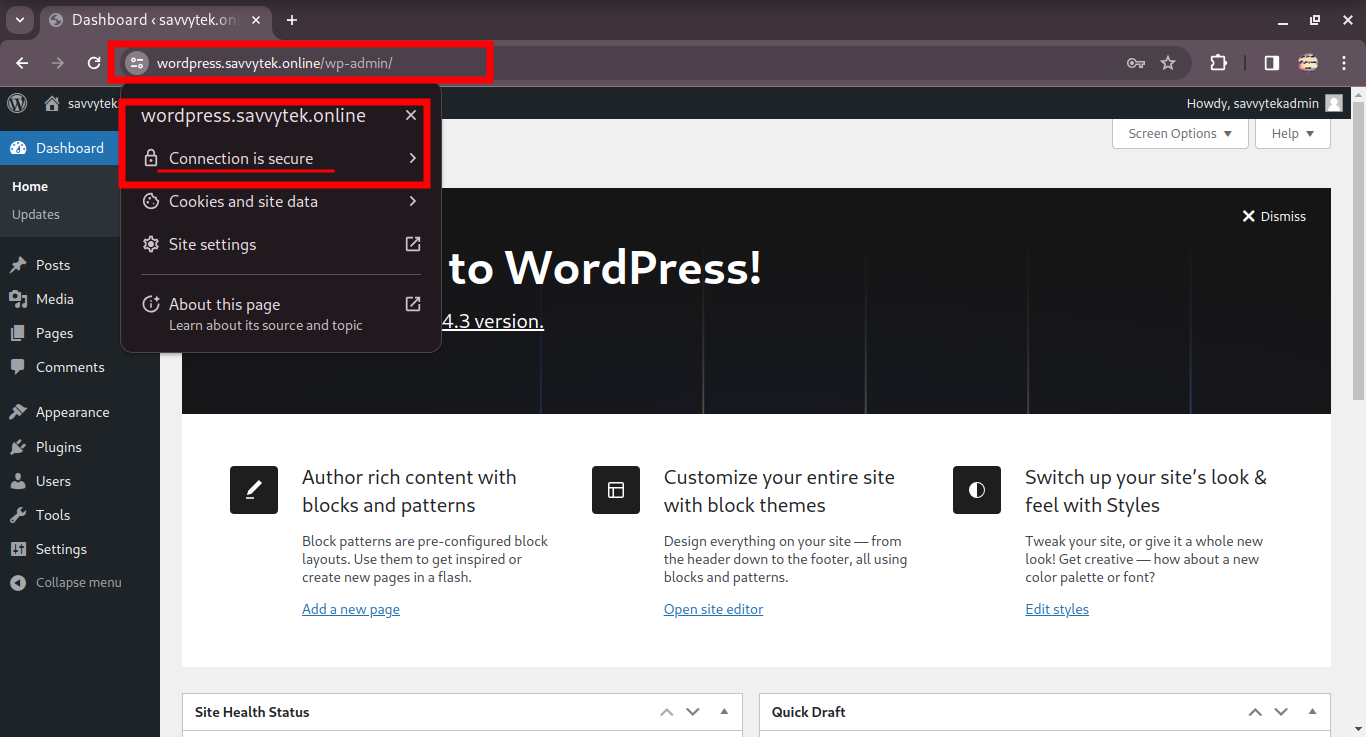 Dashboard ‹ savvytek.on
wordpress.savvytek.online/wp-admin/
savvytek
Howdy, savvytekadmin
wordpress.savvytek.online
Connection is secure
Cookies and site data
Site settings
About this page
Learn about its source and topic
Dashboard
Home
Updates
Posts
Media
Pages
Comments
Appearance
Plugins
Users
Tools
Settings
Collapse menu
Screen Options
Help
Dismiss
to WordPress!
4.3 version.
Author rich content with
blocks and patterns
Block patterns are pre-configured block
layouts. Use them to get inspired or
create new pages in a flash.
Add a new page
Customize your entire site
with block themes
Design everything on your site — from
the header down to the footer, all using
blocks and patterns.
Open site editor
Switch up your site’s look &
feel with Styles
Tweak your site, or give it a whole new
look! Get creative — how about a new
color palette or font?
Edit styles
Site Health Status
Quick Draft